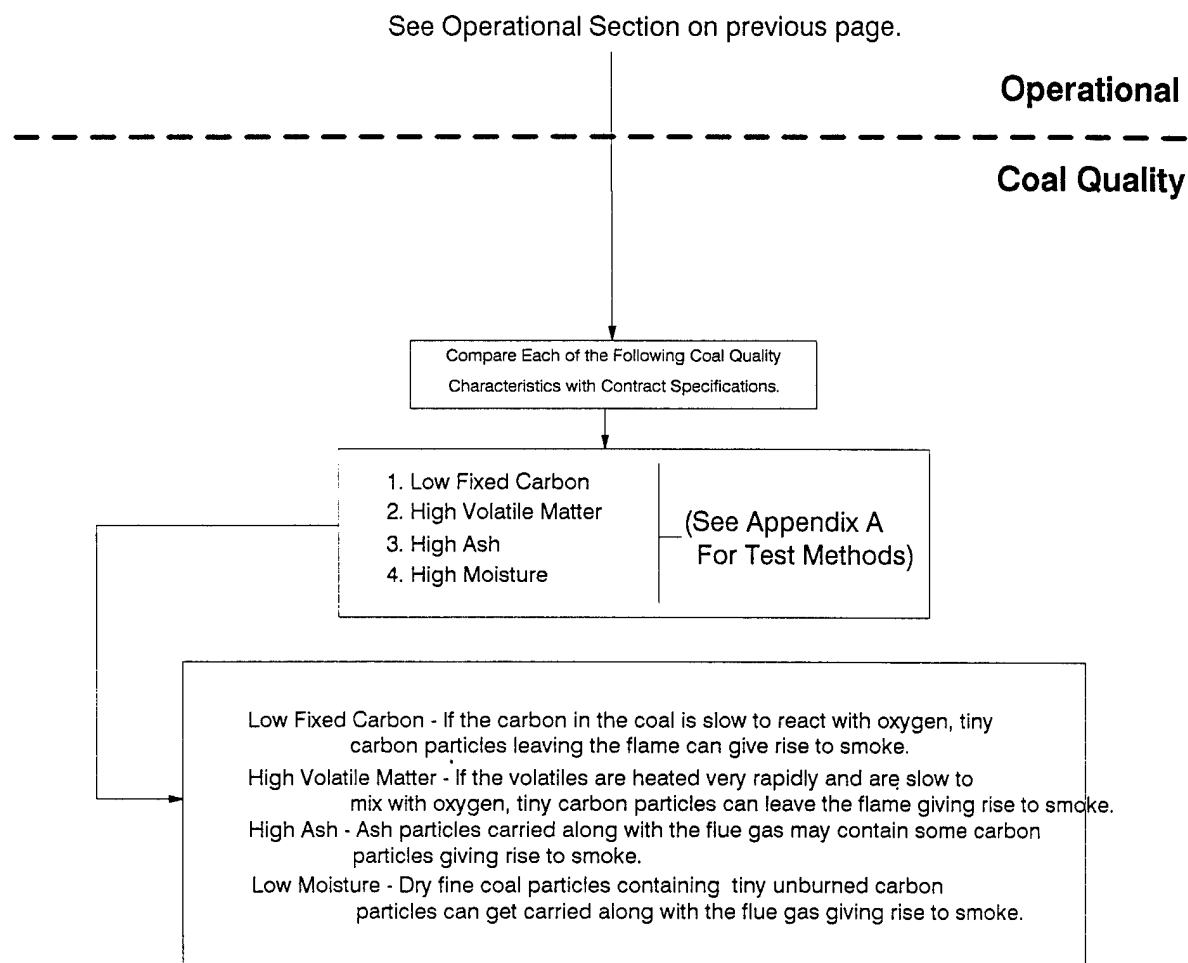 See Operational Section on previous page.
Operational
Coal Quality
Compare Each of the Following Coal Quality
Characteristics with Contract Specifications.
1. Low Fixed Carbon
2. High Volatile Matter
3. High Ash
4. High Moisture
(See Appendix A
For Test Methods)
Low Fixed Carbon - If the carbon in the coal is slow to react with oxygen, tiny
carbon particles leaving the flame can give rise to smoke.
High Volatile Matter - If the volatiles are heated very rapidly and are slow to
mix with oxygen, tiny carbon particles can leave the flame giving rise to smoke.
High Ash - Ash particles carried along with the flue gas may contain some carbon
particles giving rise to smoke.
Low Moisture - Dry fine coal particles containing tiny unburned carbon
particles can get carried along with the flue gas giving rise to smoke.